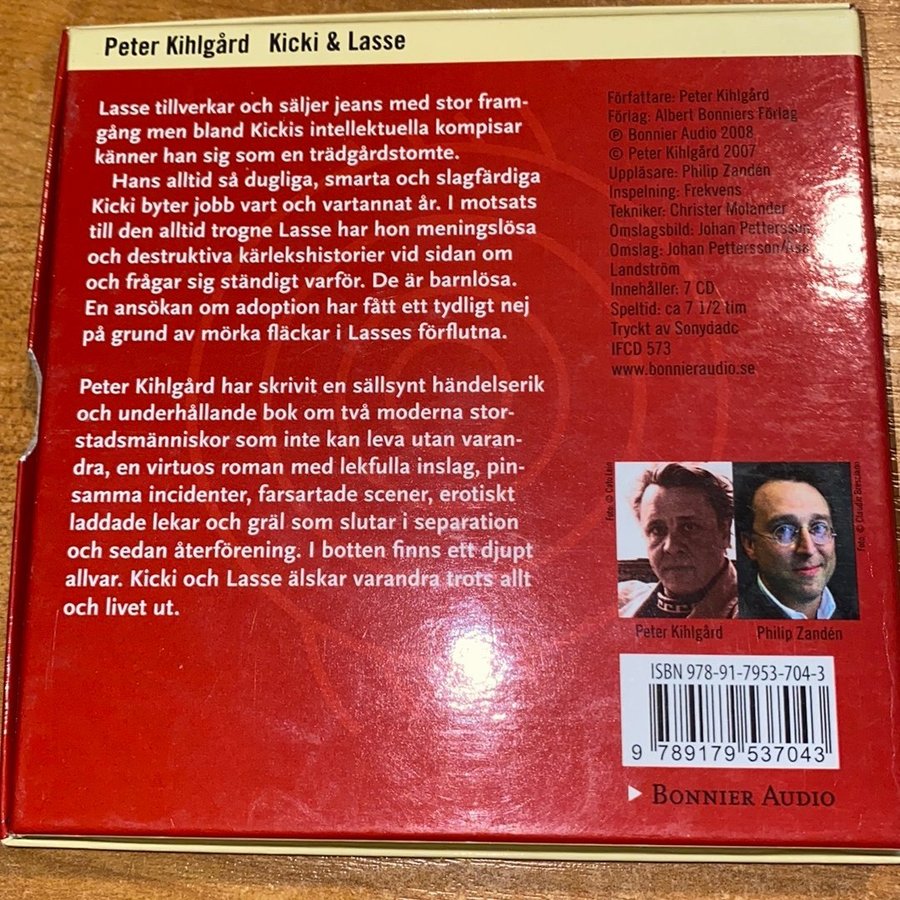 Peter Kihlgård Kicki & Lasse
Lasse tillverkar och säljer jeans med stor fram-
gång men bland Kickis intellektuella kompisar
känner han sig som en trädgårdstomte.
Hans alltid så dugliga, smarta och slagfärdiga
Kicki byter jobb vart och vartannat år. I motsats
till den alltid trogne Lasse har hon meningslösa
och destruktiva kärlekshistorier vid sidan om
och frågar sig ständigt varför. De är barnlösa.
En ansökan om adoption har fått ett tydligt nej
på grund av mörka fläckar i Lasses förflutna.
Peter Kihlgård har skrivit en sällsynt händelserik
och underhållande bok om två moderna stor-
stadsmänniskor som inte kan leva utan varan-
dra, en virtuos roman med lekfulla inslag, pin-
samma incidenter, farsartade scener, erotiskt
laddade lekar och gräl som slutar i separation
och sedan återförening. I botten finns ett djupt
allvar. Kicki och Lasse älskar varandra trots allt
och livet ut.
Författare: Peter Kihlgård
Förlag: Albert Bonniers Förlag
℗ Bonnier Audio 2008
© Peter Kihlgård 2007
Uppläsare: Philip Zandén
Inspelning: Frekvens
Tekniker: Christer Molander
Omslagsbild: Johan Pettersson
Omslag: Johan Pettersson/
Landström
Innehåller: 7 CD
Speltid: ca 7 1/2 tim
Tryckt av Sonydadc
IFCD 573
www.bonnieraudio.se
Foto: ©
Foto: © Claudio Bresciani
Peter Kihlgård Philip Zandén
ISBN 978-91-7953-704-3
9 789179 537043
Bonnier Audio